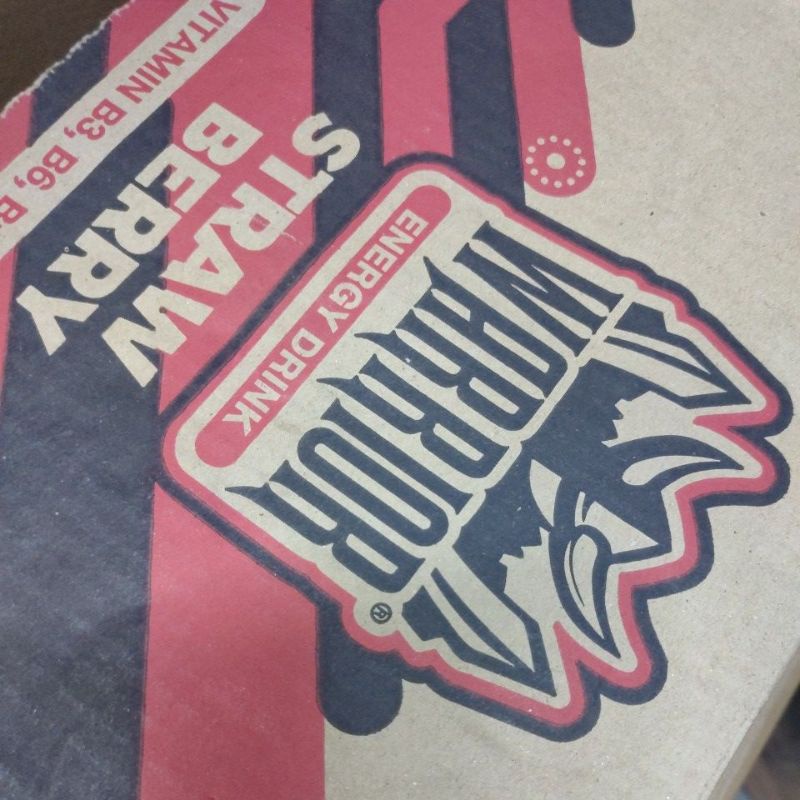 WARRIOR
®
ENERGY DRINK
STRAW
BERRY
VITAMIN B3, B6,